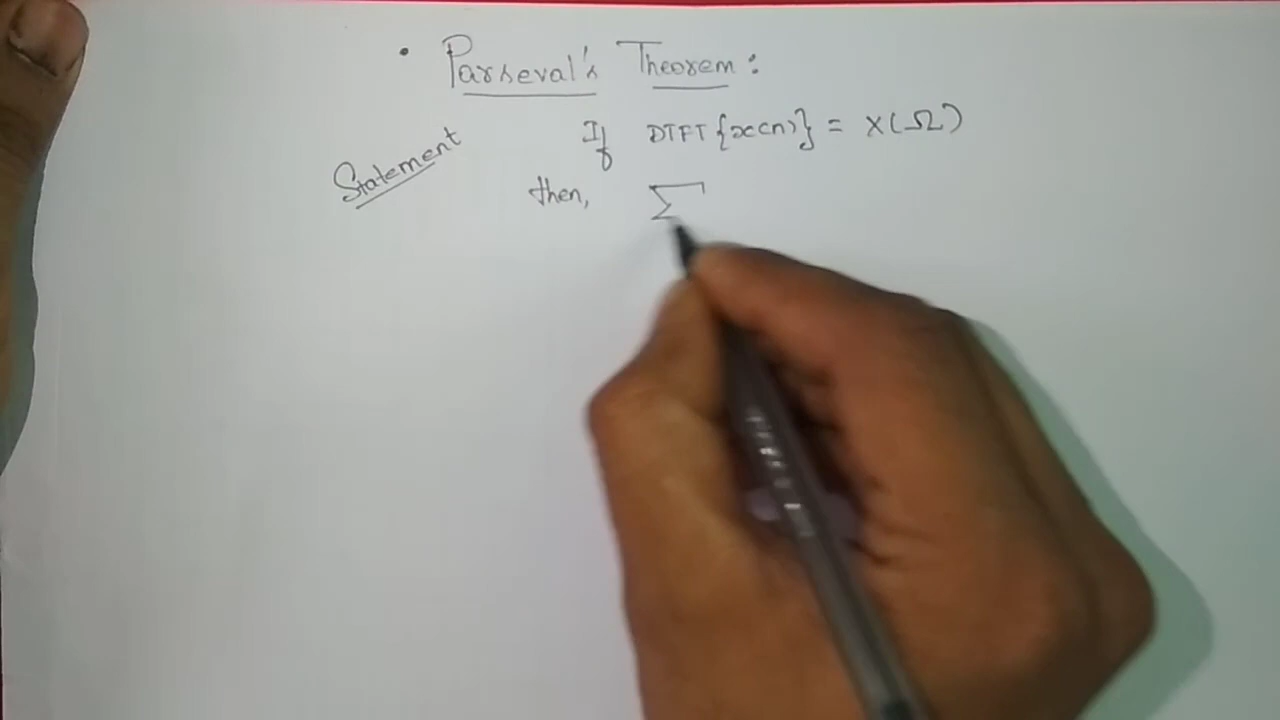 • Parseval's Theorem:
Statement If DTFT{x(n)} = X(Ω)
then, Σ